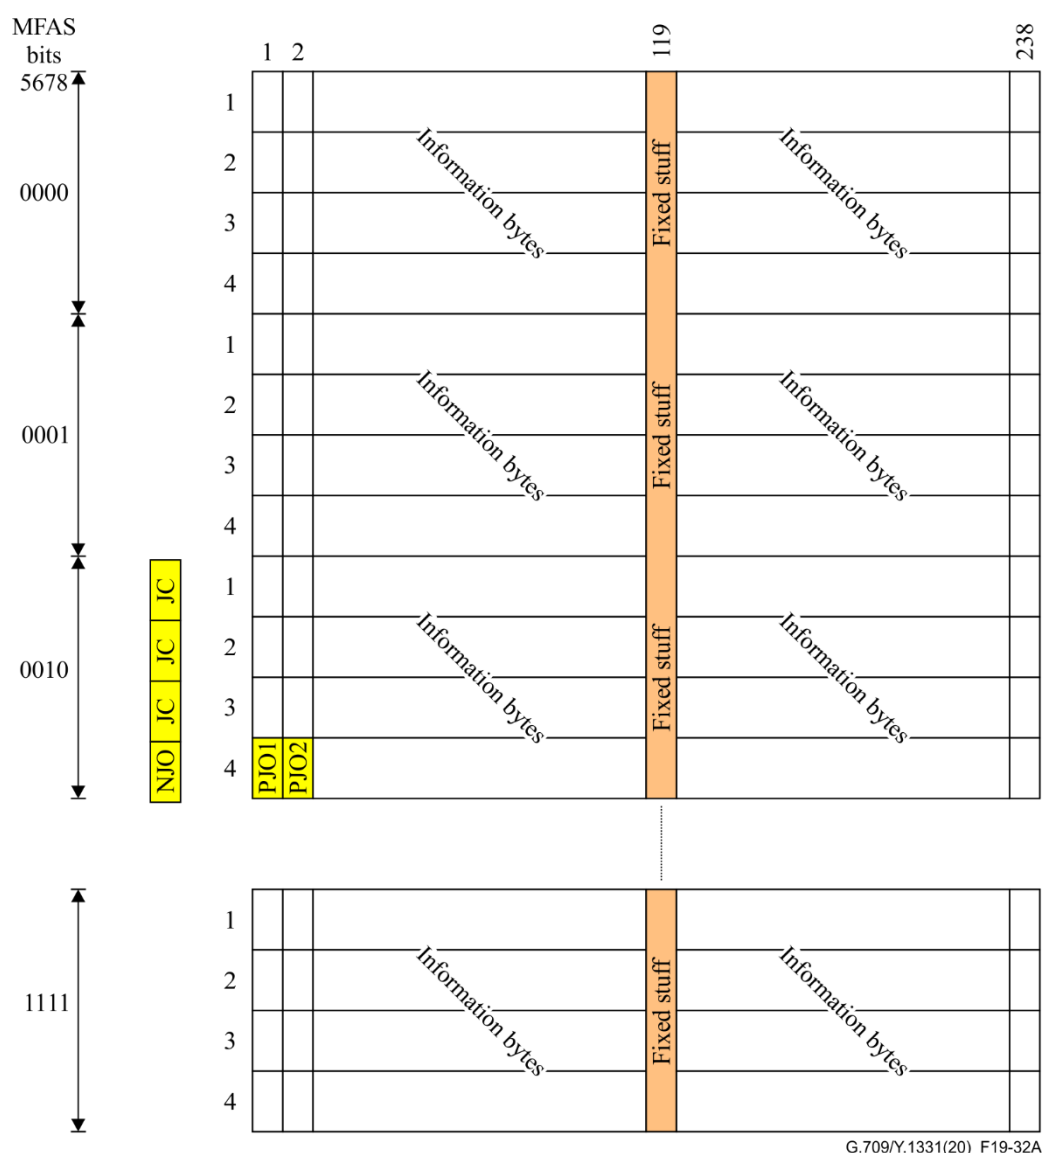 MFAS
bits
5678
1 2 119 238
0000
1
2
3
4
Information bytes
Fixed stuff
Information bytes
0001
1
2
3
4
Information bytes
Fixed stuff
Information bytes
0010
JC
JC
JC
NJO
1
2
3
4
PJO1 PJO2
Information bytes
Fixed stuff
Information bytes
1111
1
2
3
4
Information bytes
Fixed stuff
Information bytes
G.709/Y.1331(20)_F19-32A